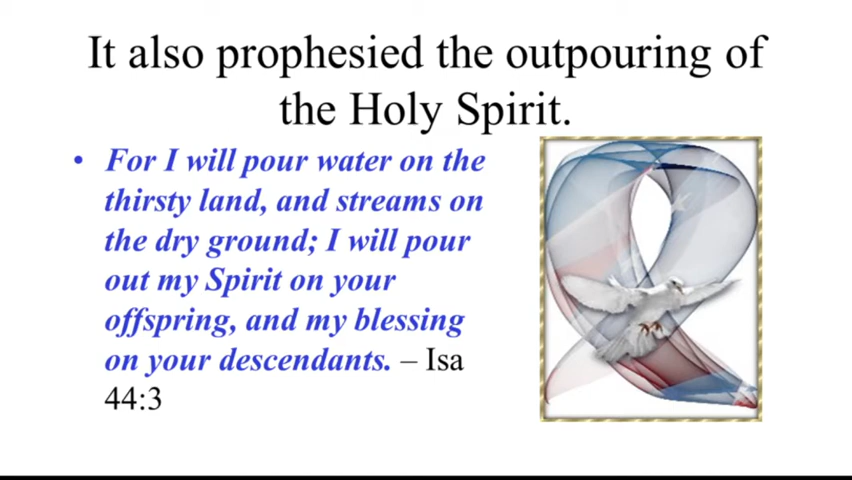 It also prophesied the outpouring of
the Holy Spirit.
• For I will pour water on the
thirsty land, and streams on
the dry ground; I will pour
out my Spirit on your
offspring, and my blessing
on your descendants. – Isa
44:3